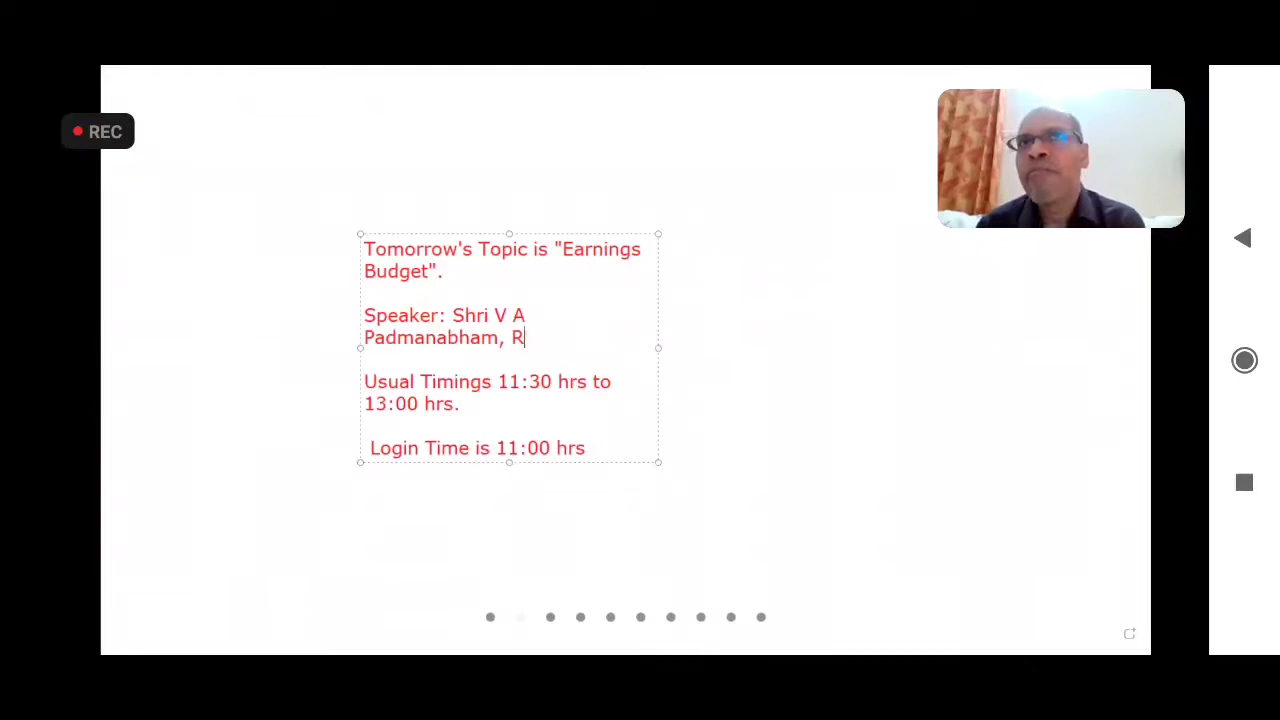 REC
Tomorrow's Topic is "Earnings
Budget".
Speaker: Shri V A
Padmanabham, R
Usual Timings 11:30 hrs to
13:00 hrs.
Login Time is 11:00 hrs